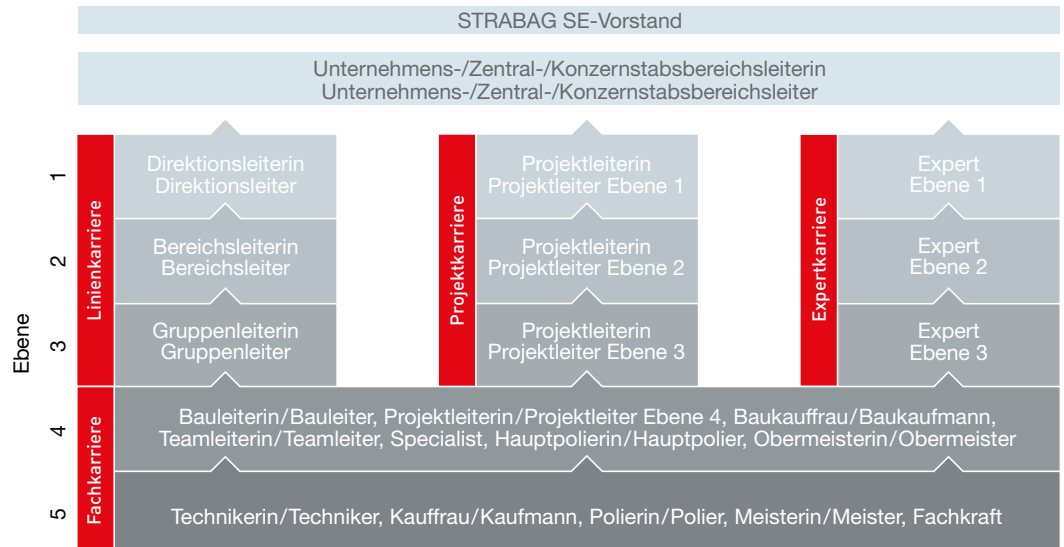 STRABAG SE-Vorstand
Unternehmens-/Zentral-/Konzernstabsbereichsleiterin
Unternehmens-/Zentral-/Konzernstabsbereichsleiter
Ebene
1
2
3
4
5
Linienkarriere
Direktionsleiterin
Direktionsleiter
Bereichsleiterin
Bereichsleiter
Gruppenleiterin
Gruppenleiter
Projektkarriere
Projektleiterin
Projektleiter Ebene 1
Projektleiterin
Projektleiter Ebene 2
Projektleiterin
Projektleiter Ebene 3
Expertkarriere
Expert
Ebene 1
Expert
Ebene 2
Expert
Ebene 3
Fachkarriere
Bauleiterin/Bauleiter, Projektleiterin/Projektleiter Ebene 4, Baukauffrau/Baukaufmann,
Teamleiterin/Teamleiter, Specialist, Hauptpolierin/Hauptpolier, Obermeisterin/Obermeister
Technikerin/Techniker, Kauffrau/Kaufmann, Polierin/Polier, Meisterin/Meister, Fachkraft